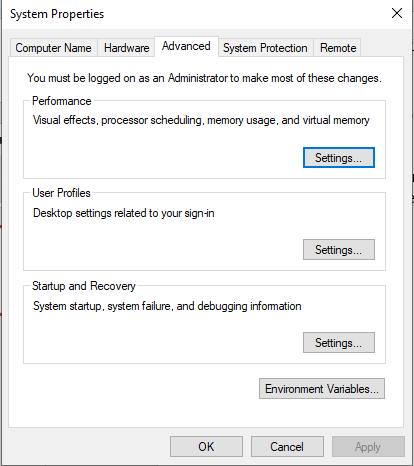 System Properties
Computer Name Hardware Advanced System Protection Remote
You must be logged on as an Administrator to make most of these changes.
Performance
Visual effects, processor scheduling, memory usage, and virtual memory
Settings...
User Profiles
Desktop settings related to your sign-in
Settings...
Startup and Recovery
System startup, system failure, and debugging information
Settings...
Environment Variables...
OK Cancel Apply